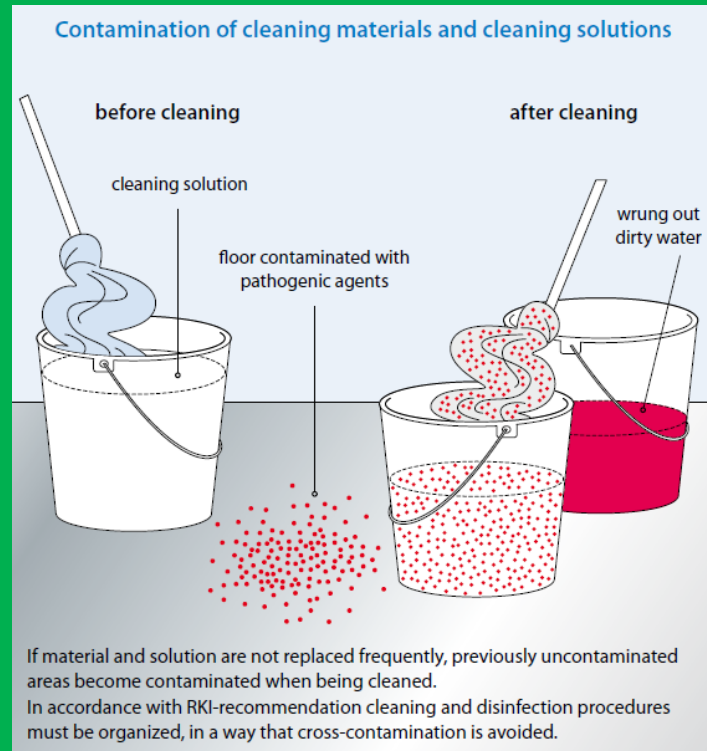 Contamination of cleaning materials and cleaning solutions
before cleaning
after cleaning
cleaning solution
wrung out
dirty water
floor contaminated with
pathogenic agents
If material and solution are not replaced frequently, previously uncontaminated
areas become contaminated when being cleaned.
In accordance with RKI-recommendation cleaning and disinfection procedures
must be organized, in a way that cross-contamination is avoided.